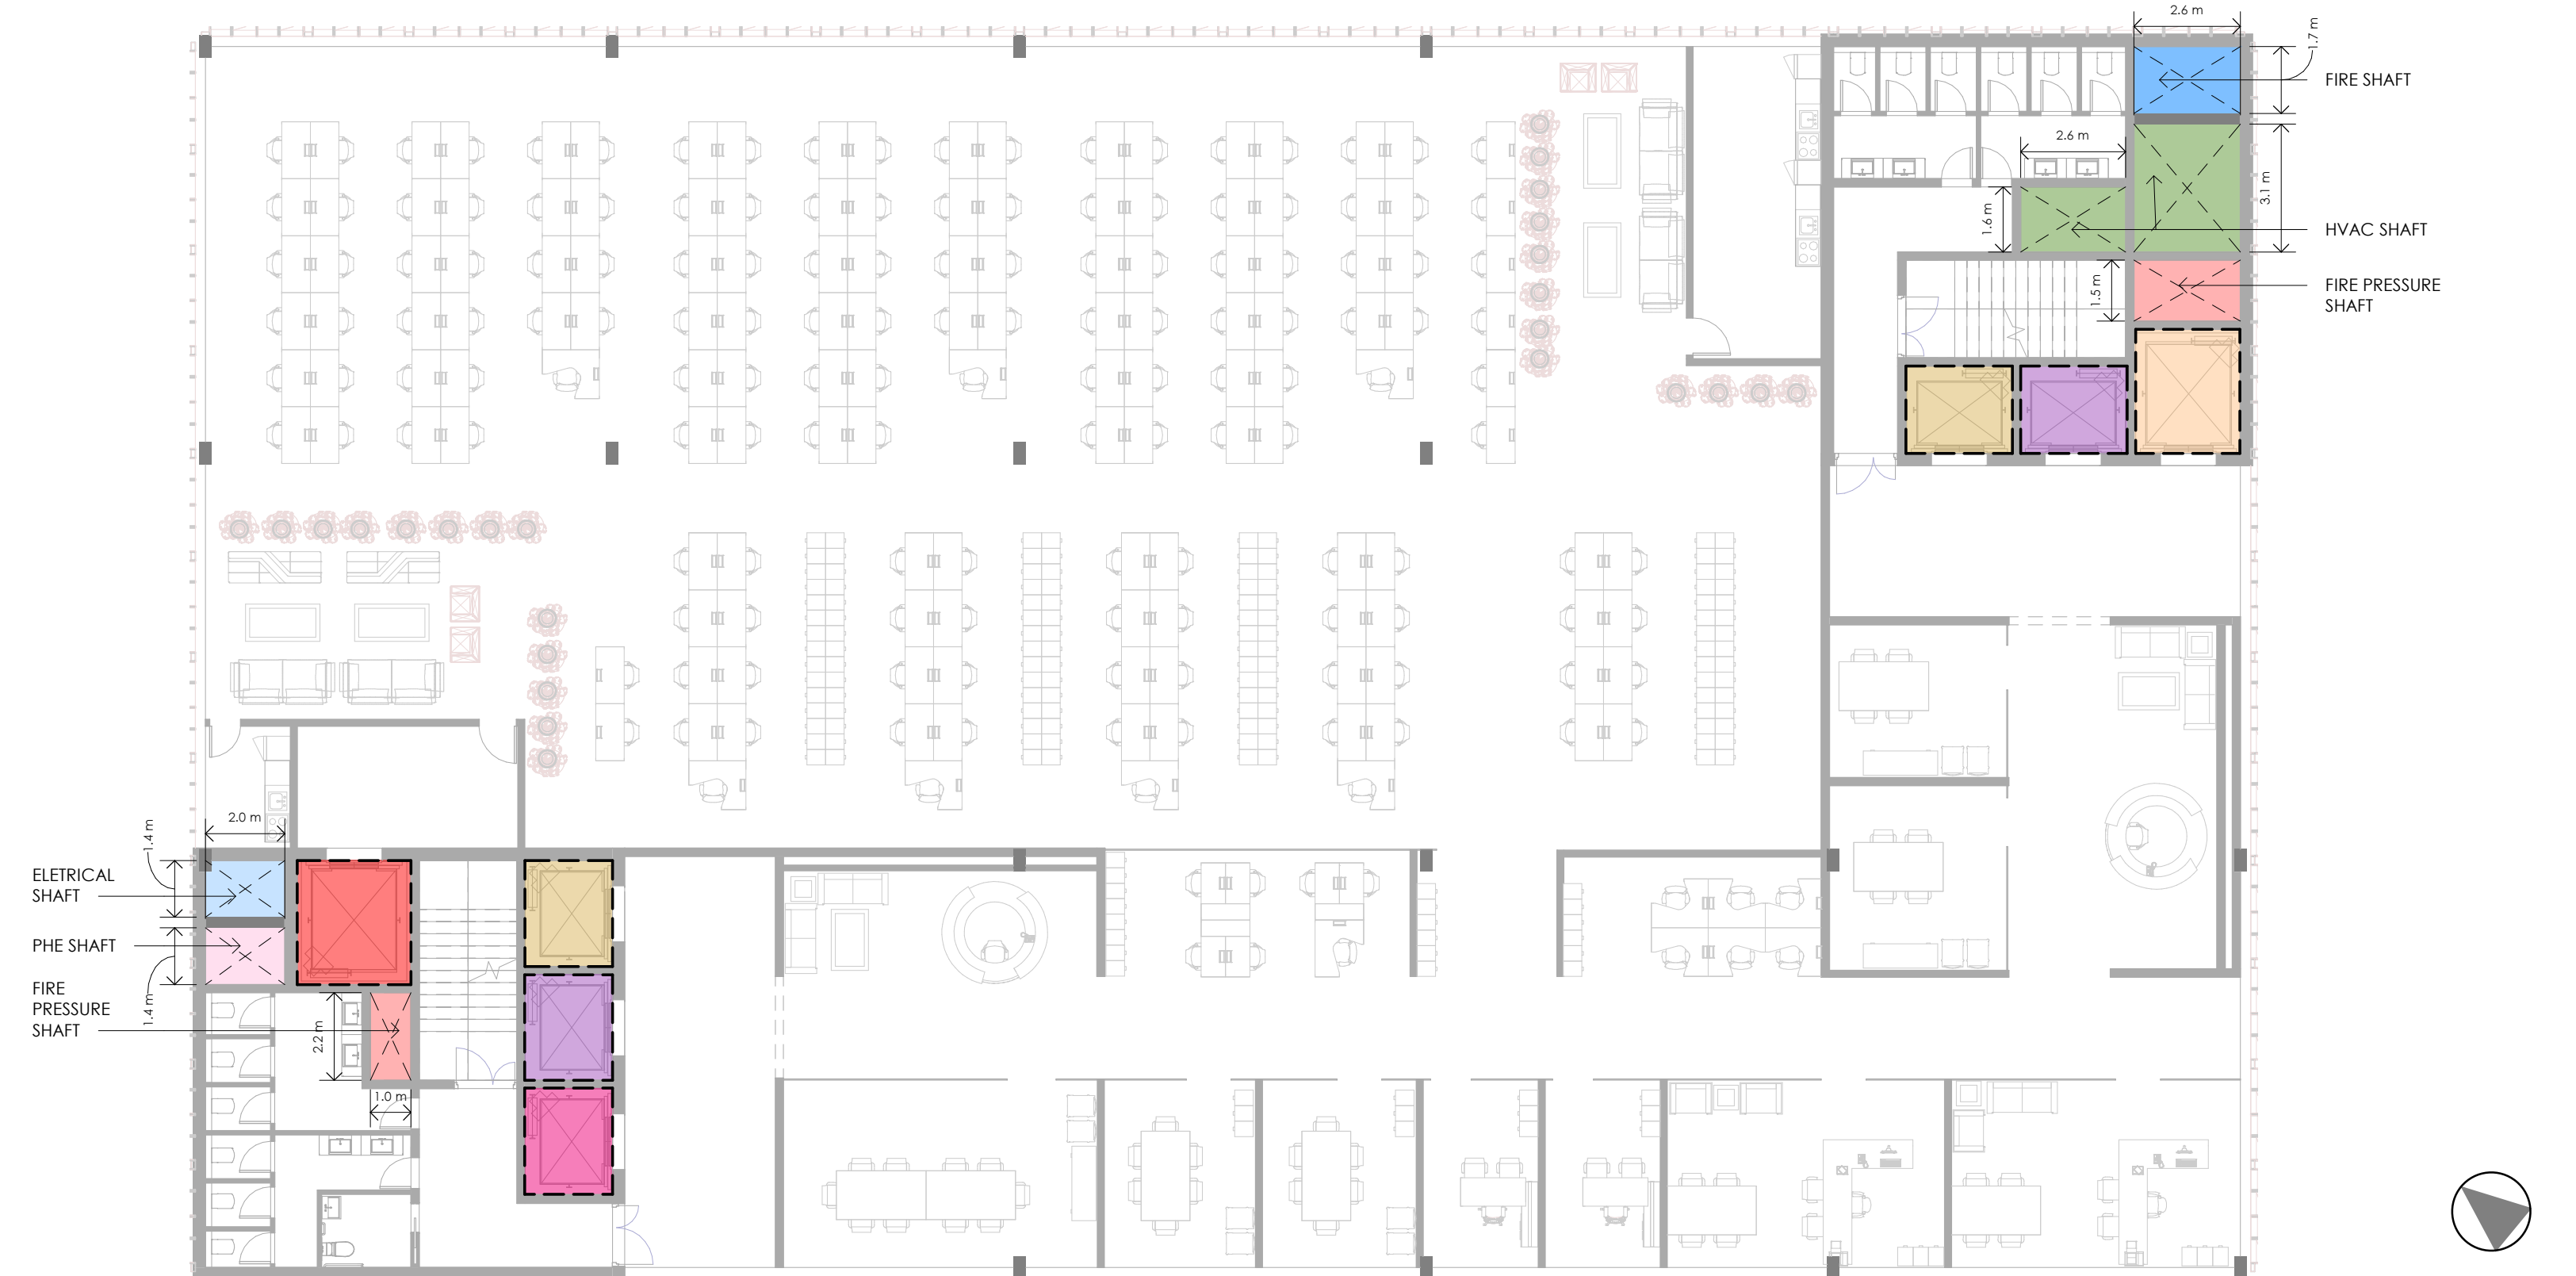 2.6 m
1.7 m
FIRE SHAFT
2.6 m
3.1 m
1.6 m
HVAC SHAFT
1.5 m
FIRE PRESSURE
SHAFT
2.0 m
1.4 m
ELETRICAL
SHAFT
PHE SHAFT
FIRE
PRESSURE
SHAFT
1.4 m
2.2 m
1.0 m